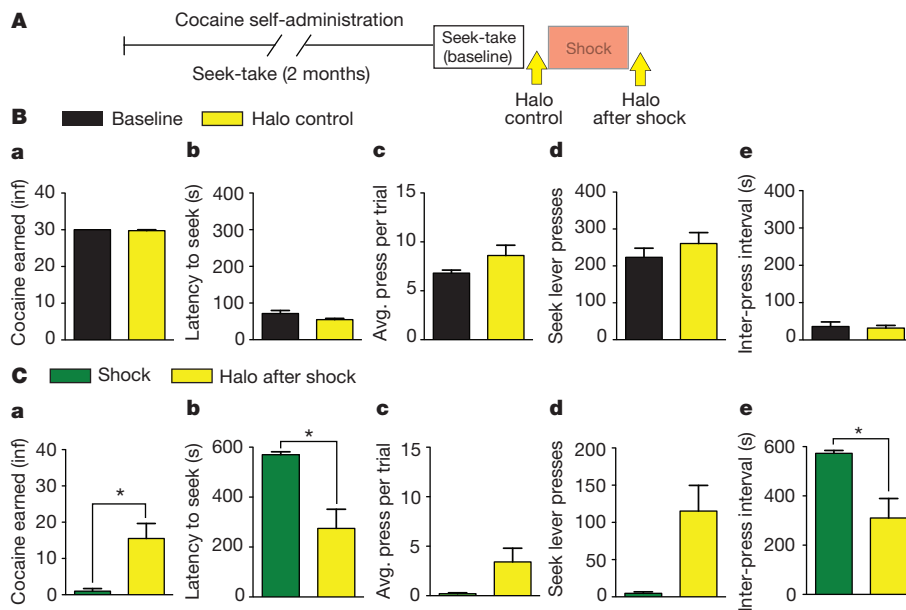 A
Cocaine self-administration
Seek-take (2 months)
Seek-take
(baseline)
Shock
Halo
control
Halo
after shock
B Baseline Halo control
a
Cocaine earned (inf)
40
30
20
10
0
b
Latency to seek (s)
400
300
200
100
0
c
Avg. press per trial
15
10
5
0
d
Seek lever presses
400
300
200
100
0
e
Inter-press interval (s)
400
300
200
100
0
C Shock Halo after shock
a
Cocaine earned (inf)
40
30
20
10
0
*
b
Latency to seek (s)
600
400
200
0
*
c
Avg. press per trial
15
10
5
0
d
Seek lever presses
200
150
100
50
0
e
Inter-press interval (s)
600
400
600
0
*